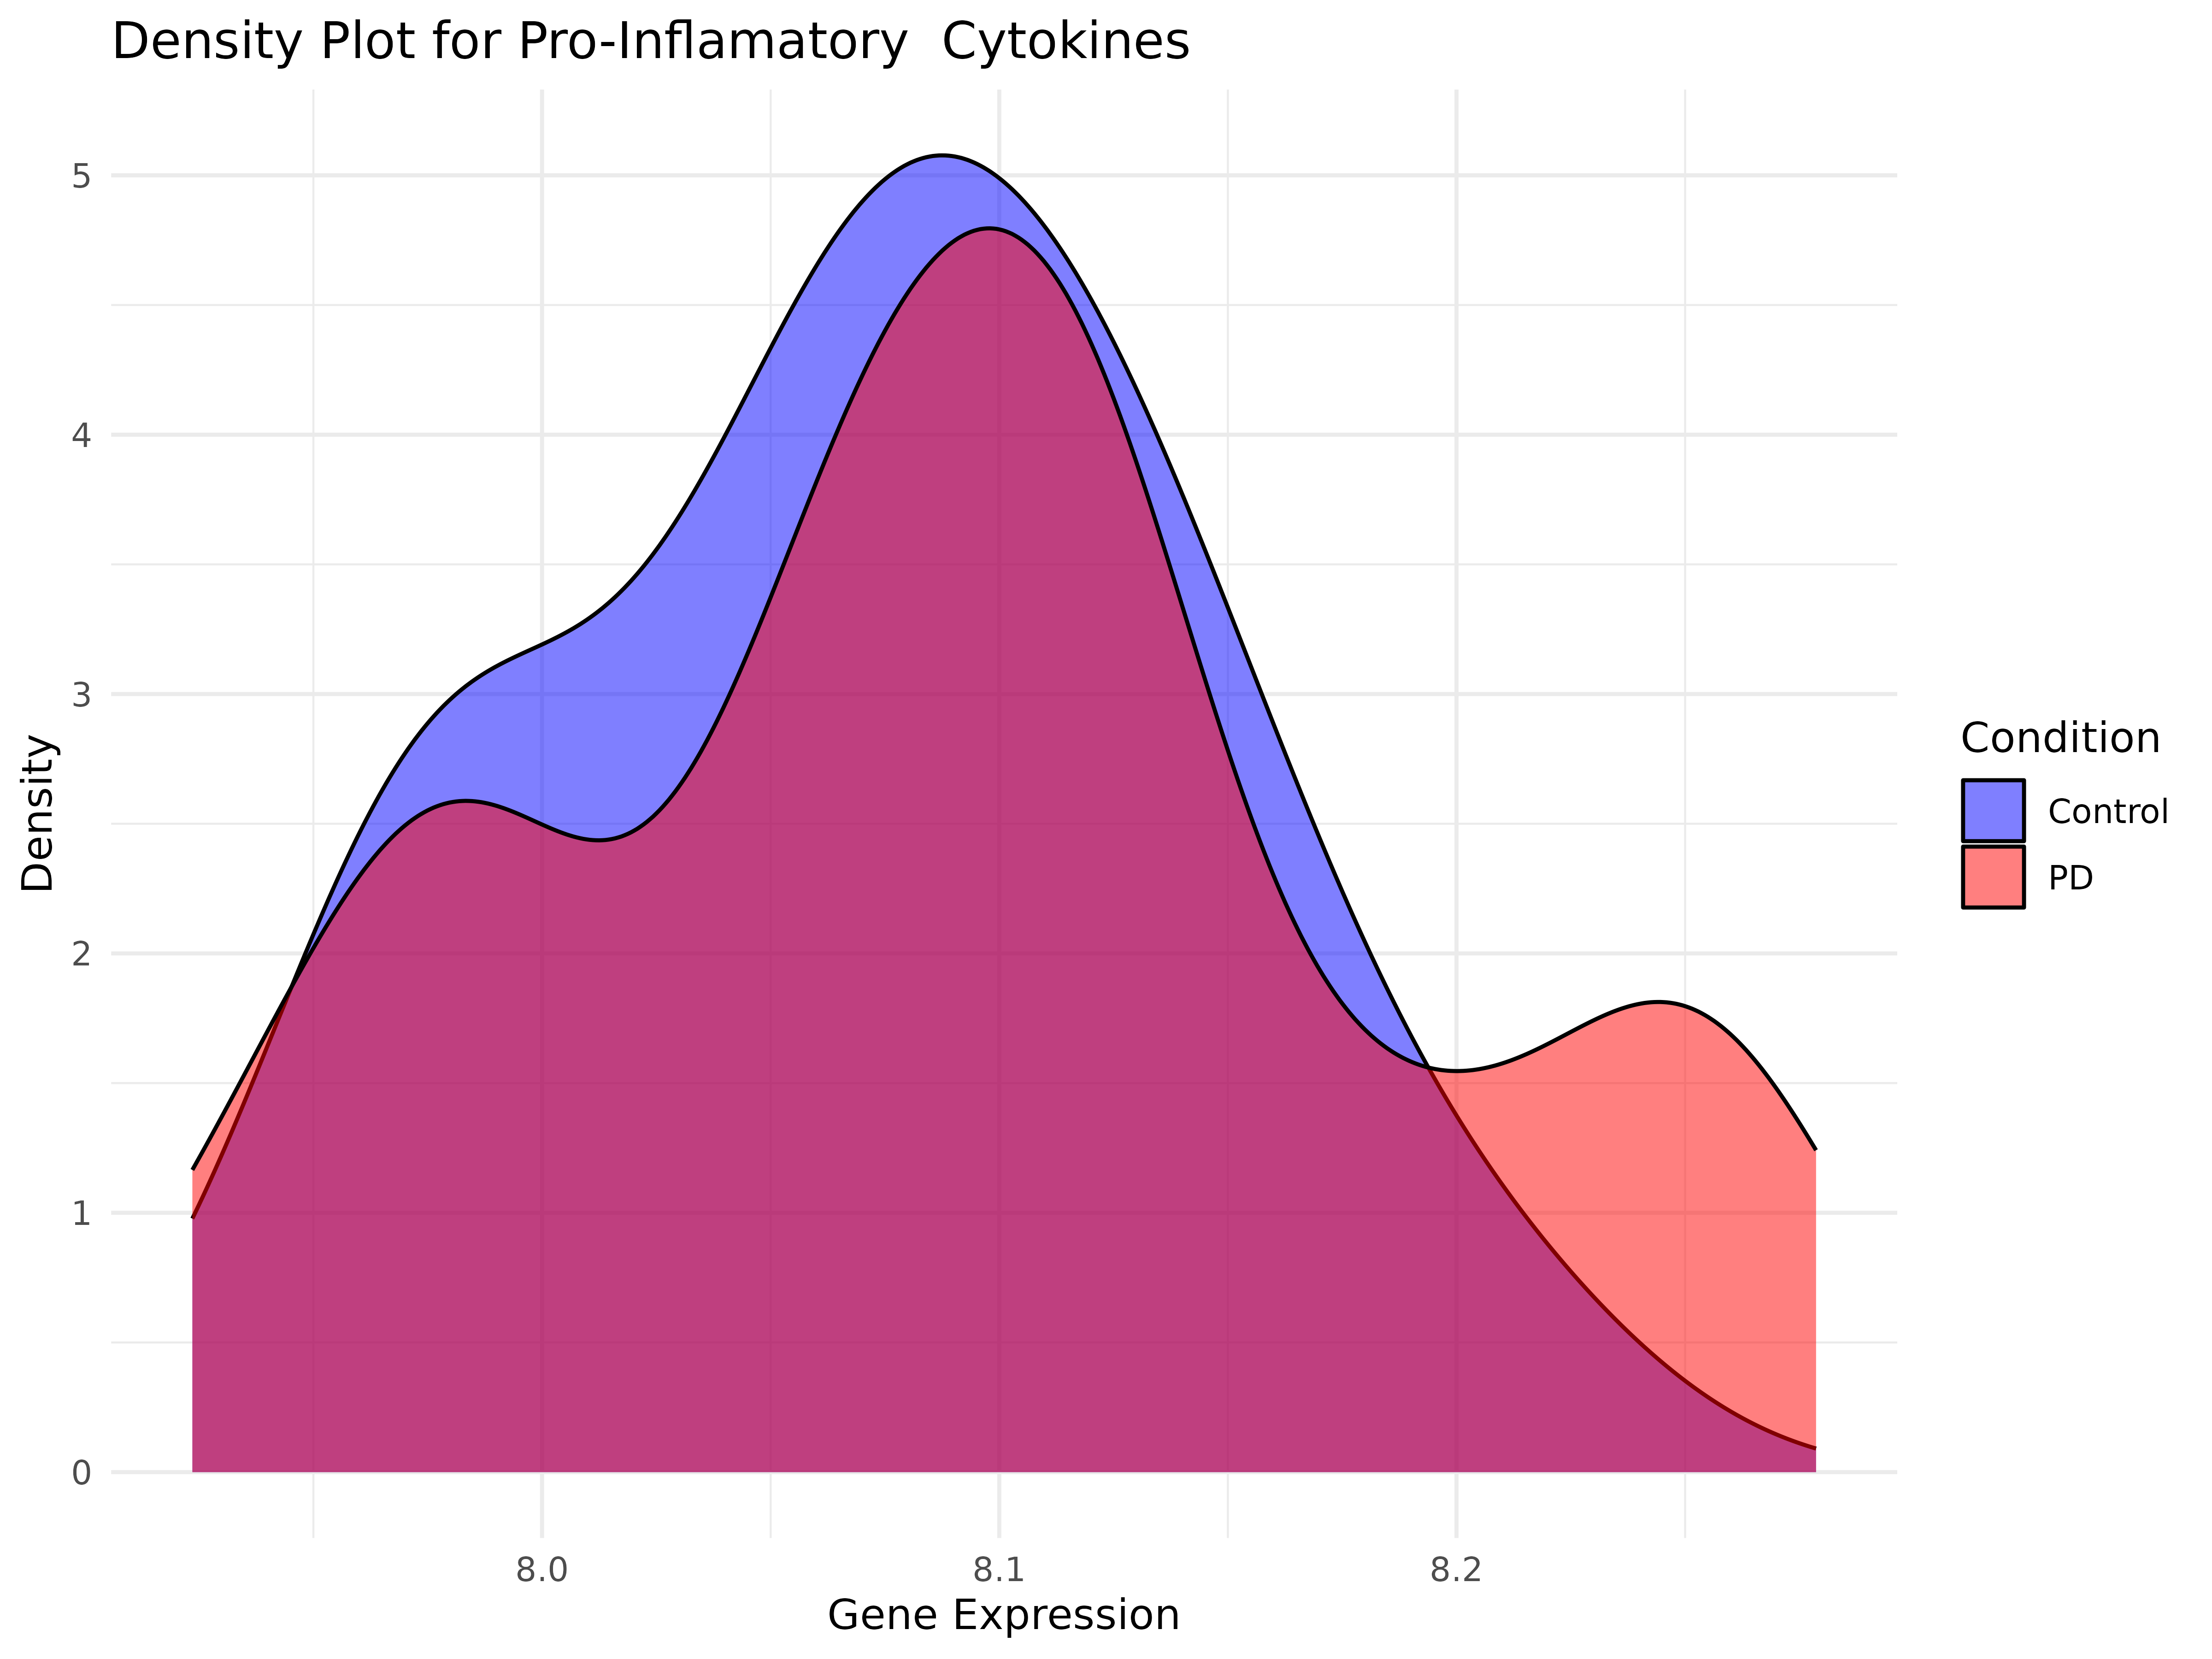 Density Plot for Pro-Inflamatory  Cytokines
5
4
3
2
1
0
Density
8.0 8.1 8.2
Gene Expression
Condition
Control
PD